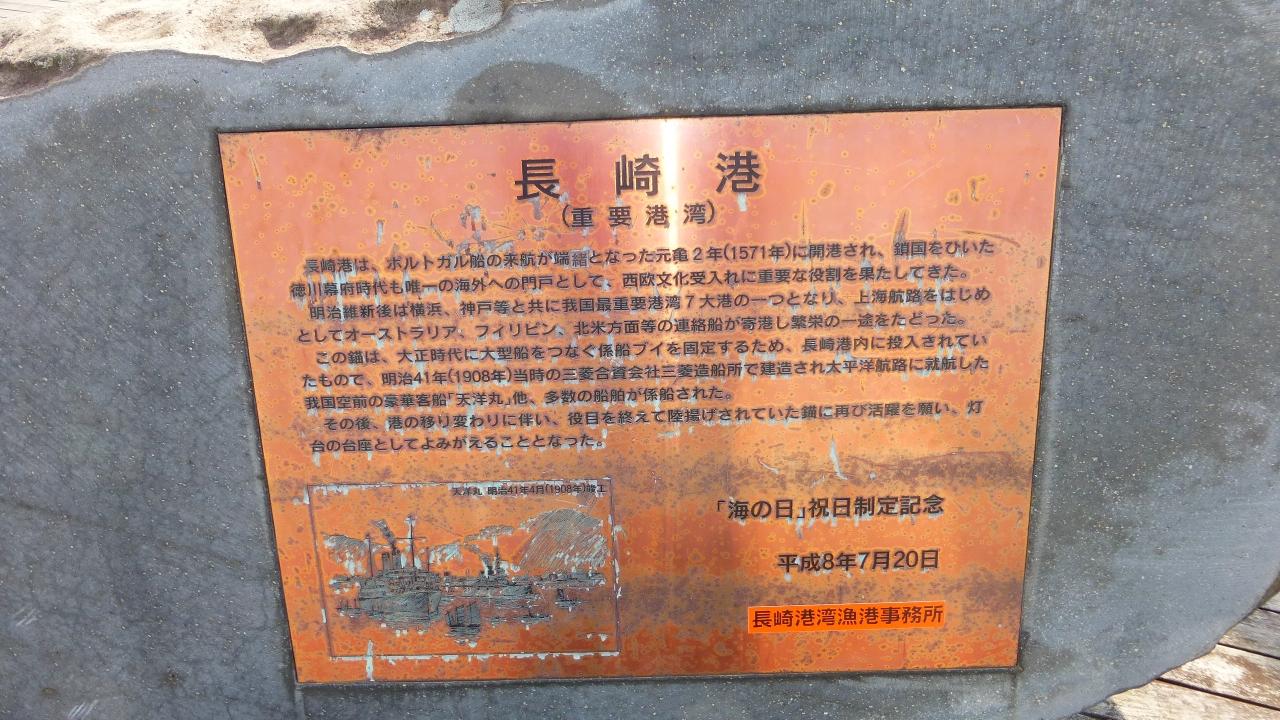 長崎港
(重要港湾)
長崎港は、ポルトガル船の来航が端緒となった元亀2年(1571年)に開港され、鎖国をひいた
徳川幕府時代も唯一の海外への門戸として、西欧文化受入れに重要な役割を果たしてきた。
明治維新後は横浜、神戸等と共に我国最重要港湾7大港の一つとなり、上海航路をはじめ
としてオーストラリア、フィリピン、北米方面等の連絡船が寄港し繁栄の一途をたどった。
この錨は、大正時代に大型船をつなぐ係船ブイを固定するため、長崎港内に投入されてい
たもので、明治41年(1908年)当時の三菱合資会社三菱造船所で建造され太平洋航路に就航した
我国空前の豪華客船「天洋丸」他、多数の船舶が係船された。
その後、港の移り変わりに伴い、役目を終えて陸揚げされていた錨に再び活躍を願い、灯
台の台座としてよみがえることとなった。
天洋丸 明治41年4月(1908年)竣工
「海の日」祝日制定記念
平成8年7月20日
長崎港湾漁港事務所